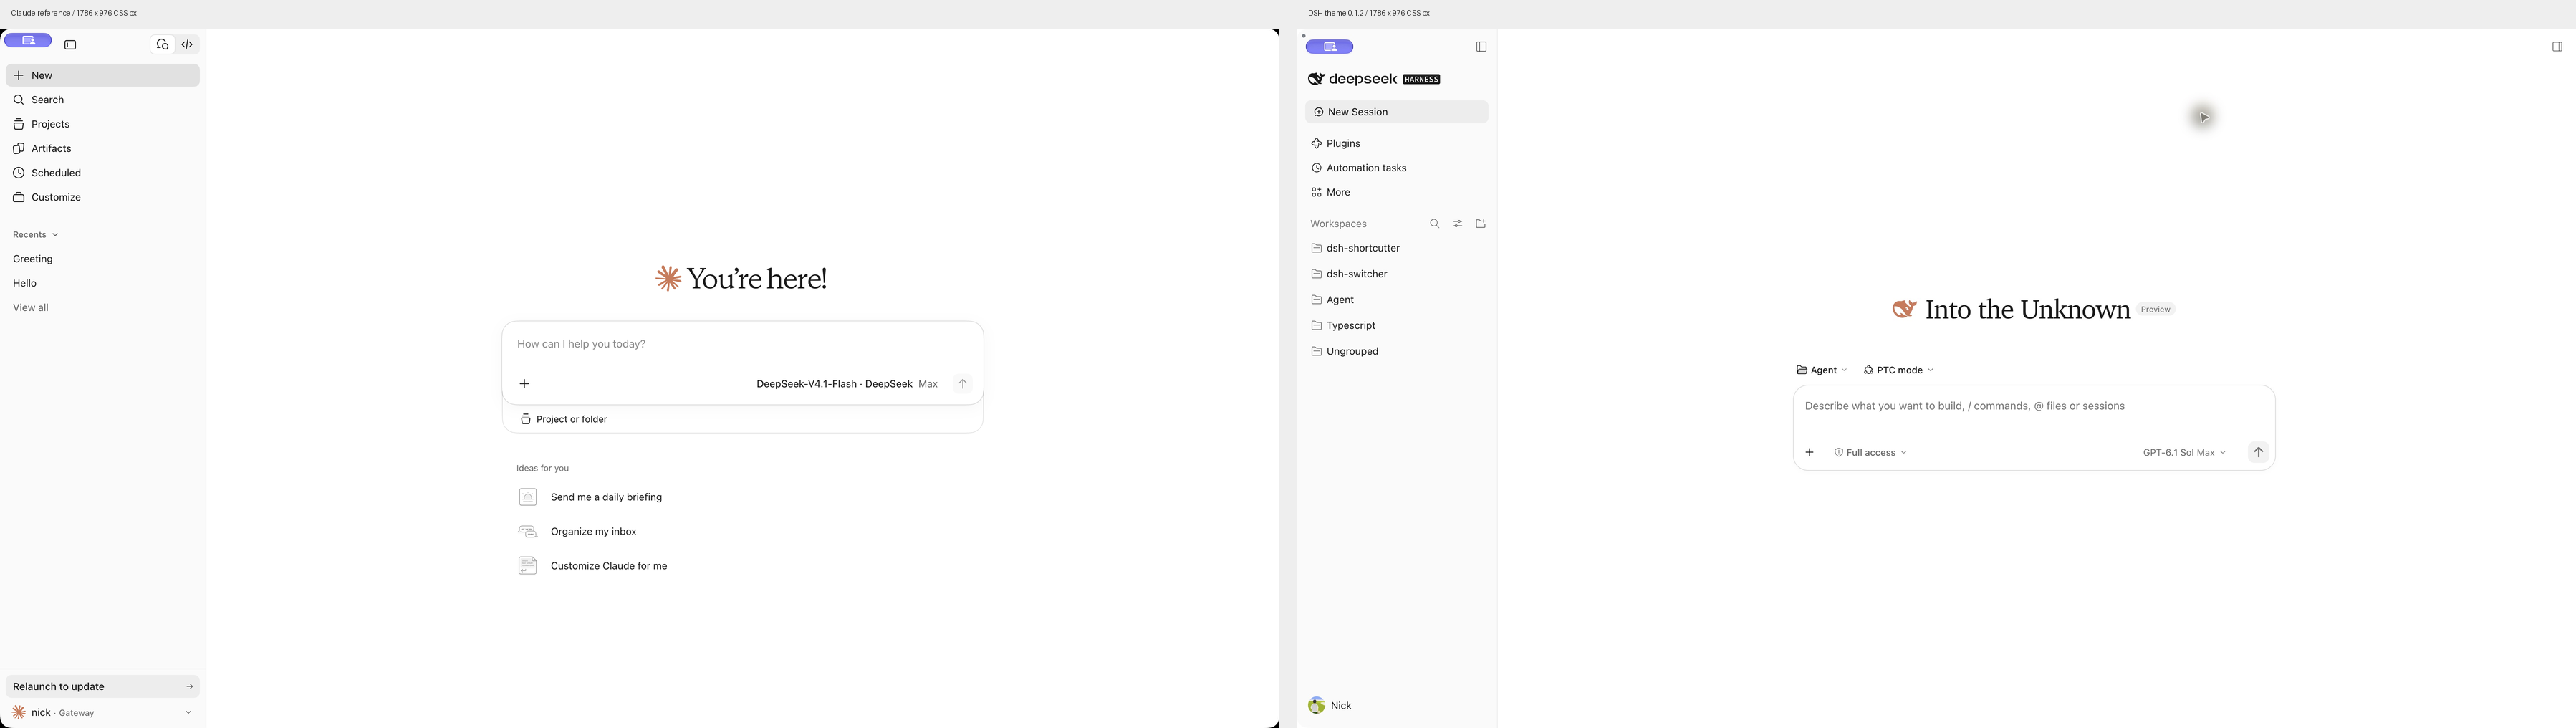 Claude reference / 1786 x 976 CSS px
New
Search
Projects
Artifacts
Scheduled
Customize
Recents
Greeting
Hello
View all
You're here!
How can I help you today?
DeepSeek-V4.1-Flash · DeepSeek Max
Project or folder
Ideas for you
Send me a daily briefing
Organize my inbox
Customize Claude for me
Relaunch to update
nick · Gateway
DSH theme 0.1.2 / 1786 x 976 CSS px
deepseek HARNESS
New Session
Plugins
Automation tasks
More
Workspaces
dsh-shortcutter
dsh-switcher
Agent
Typescript
Ungrouped
Into the Unknown Preview
Agent PTC mode
Describe what you want to build, / commands, @ files or sessions
Full access GPT-6.1 Sol Max
Nick